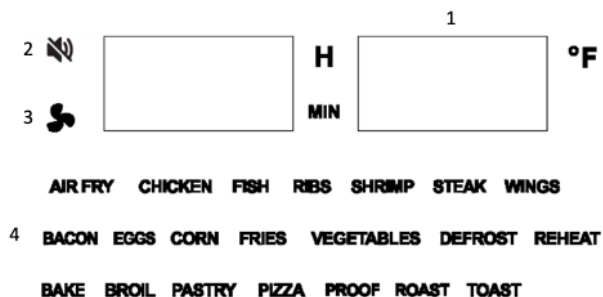 1
2 H °F
3 MIN
AIR FRY CHICKEN FISH RIBS SHRIMP STEAK WINGS
4 BACON EGGS CORN FRIES VEGETABLES DEFROST REHEAT
BAKE BROIL PASTRY PIZZA PROOF ROAST TOAST